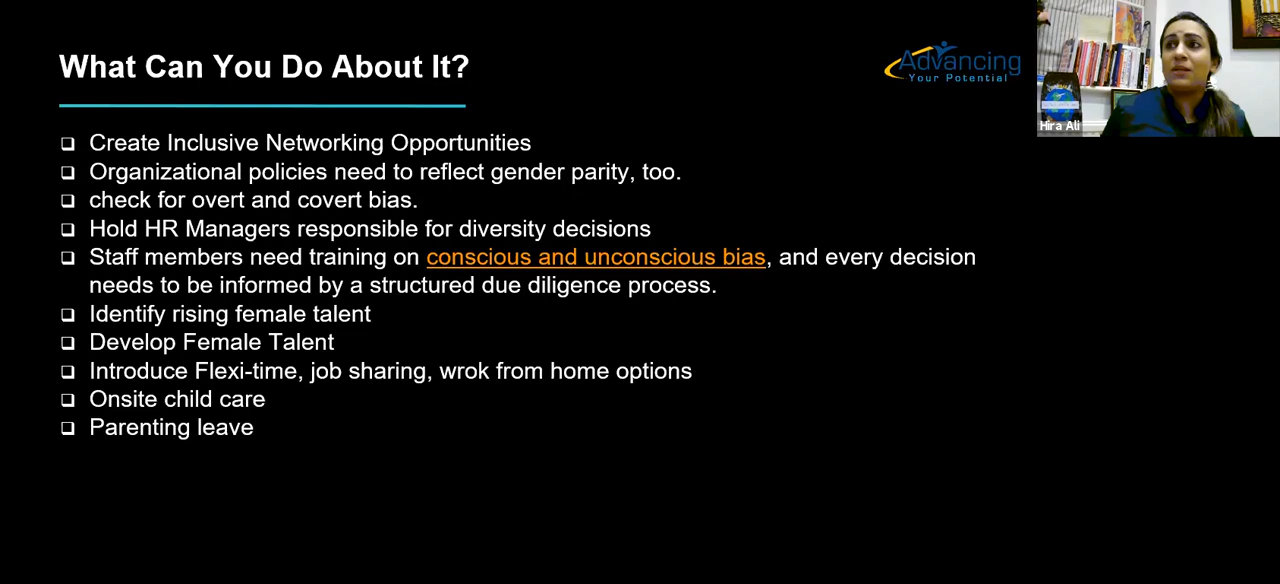 What Can You Do About It?
Advancing
Your Potential
Hira Ali
Create Inclusive Networking Opportunities
Organizational policies need to reflect gender parity, too.
check for overt and covert bias.
Hold HR Managers responsible for diversity decisions
Staff members need training on conscious and unconscious bias, and every decision
needs to be informed by a structured due diligence process.
Identify rising female talent
Develop Female Talent
Introduce Flexi-time, job sharing, wrok from home options
Onsite child care
Parenting leave